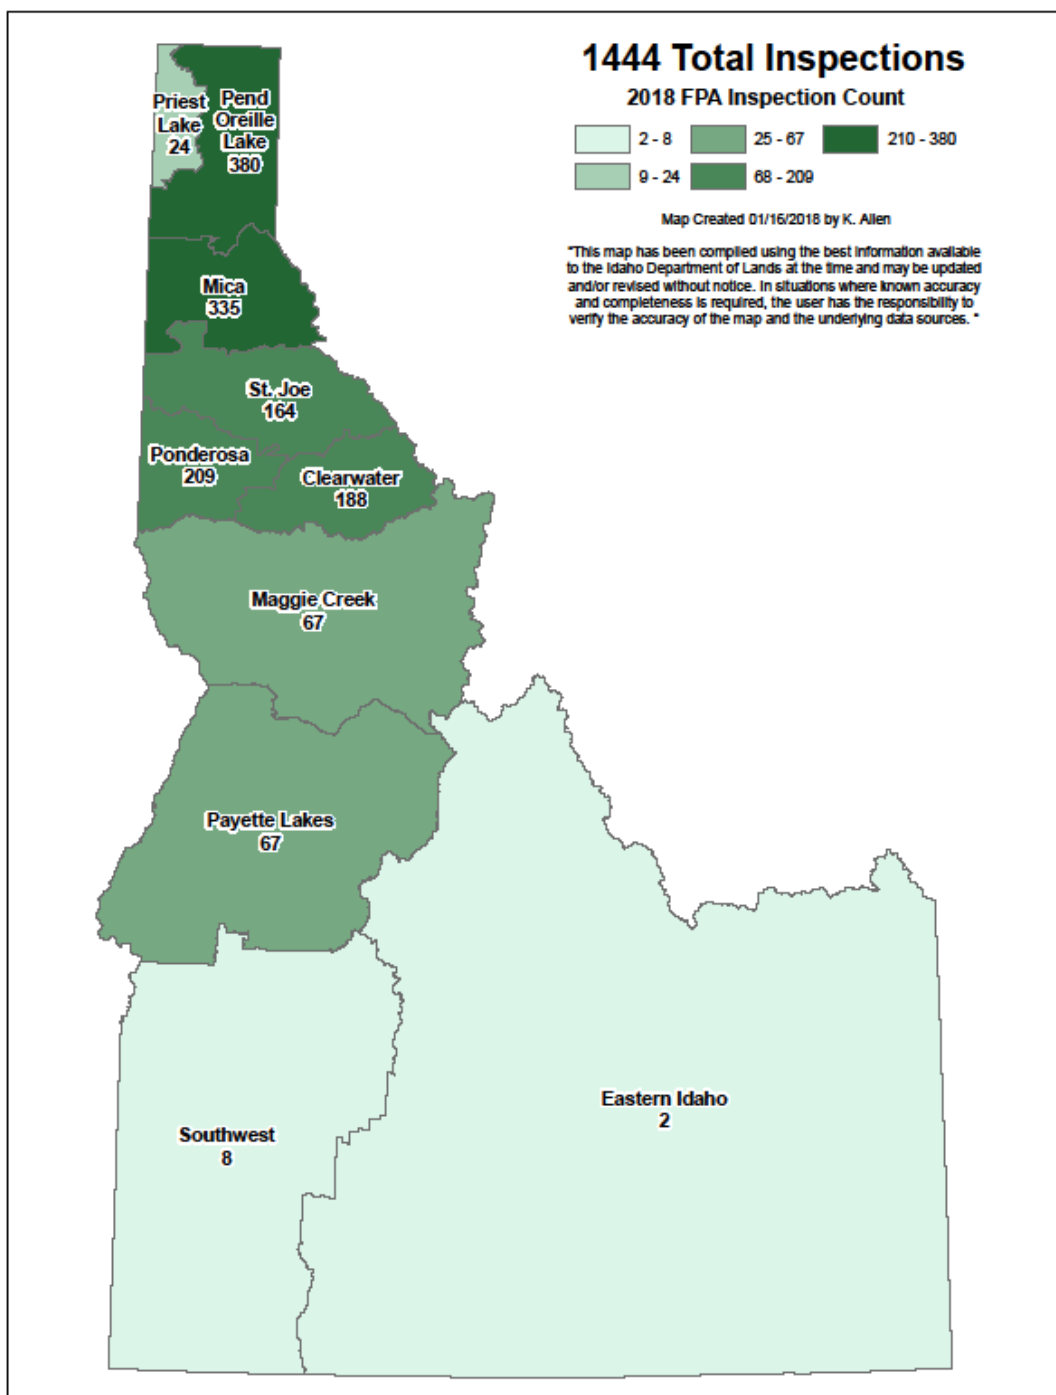 1444 Total Inspections
2018 FPA Inspection Count
2 - 8
25 - 67
210 - 380
9 - 24
68 - 209
Map Created 01/16/2018 by K. Allen
"This map has been compiled using the best information available
to the Idaho Department of Lands at the time and may be updated
and/or revised without notice. In situations where known accuracy
and completeness is required, the user has the responsibility to
verify the accuracy of the map and the underlying data sources. "
Priest
Lake
24
Pend
Oreille
Lake
380
Mica
335
St. Joe
164
Ponderosa
209
Clearwater
188
Maggie Creek
67
Payette Lakes
67
Eastern Idaho
2
Southwest
8